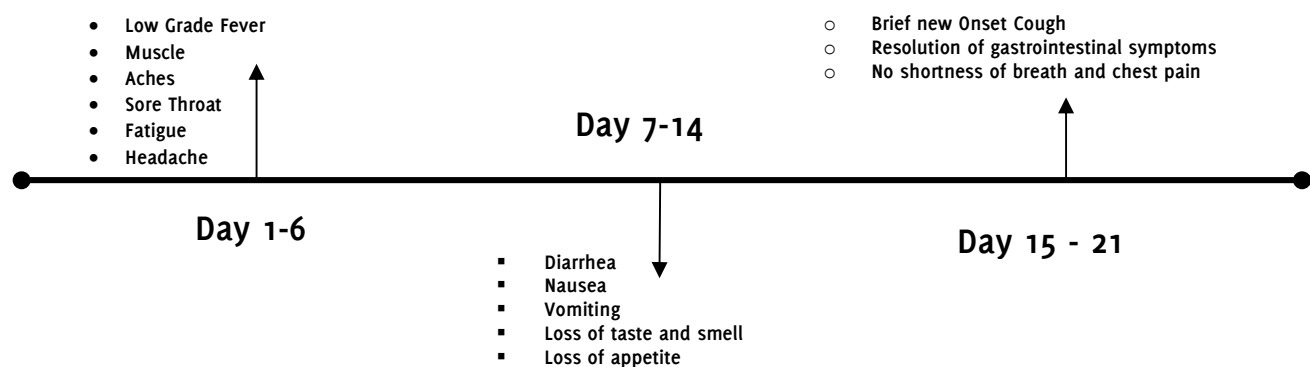 Low Grade Fever
Muscle
Aches
Sore Throat
Fatigue
Headache
Day 1-6
Day 7-14
Diarrhea
Nausea
Vomiting
Loss of taste and smell
Loss of appetite
Brief new Onset Cough
Resolution of gastrointestinal symptoms
No shortness of breath and chest pain
Day 15 - 21